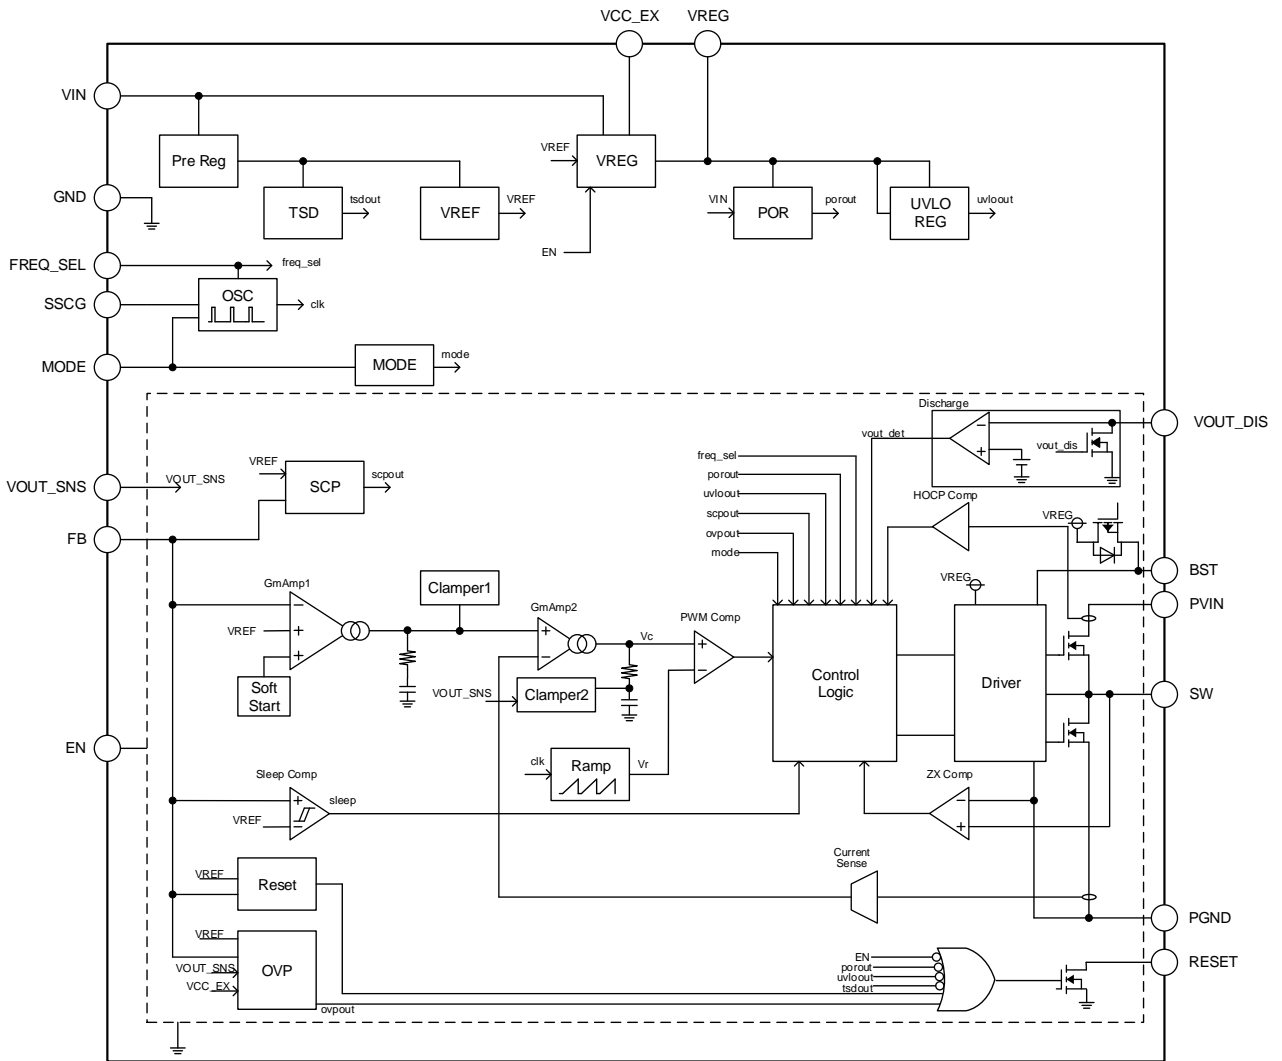 VCC_EX VREG
VIN
Pre Reg
VREF
VREG
GND
TSD
tsdout
VREF
VREF
VIN
POR
porout
UVLO
REG
uvloout
EN
FREQ_SEL
freq_sel
SSCG
OSC
clk
MODE
MODE
mode
Discharge
VOUT_DIS
vout_det
vout_dis
VOUT_SNS
VOUT_SNS
VREF
SCP
scpout
freq_sel
porout
uvloout
scpout
ovpout
mode
HOCP Comp
VREG
FB
BST
GmAmp1
Clamper1
GmAmp2
PWM Comp
VREG
PVIN
VREF
Vc
Soft
Start
VOUT_SNS
Clamper2
Control
Logic
Driver
SW
EN
clk
Ramp
Vr
Sleep Comp
sleep
VREF
ZX Comp
Current
Sense
VREF
Reset
PGND
VREF
VOUT_SNS
VCC_EX
OVP
ovpout
EN
porout
uvloout
tsdout
RESET